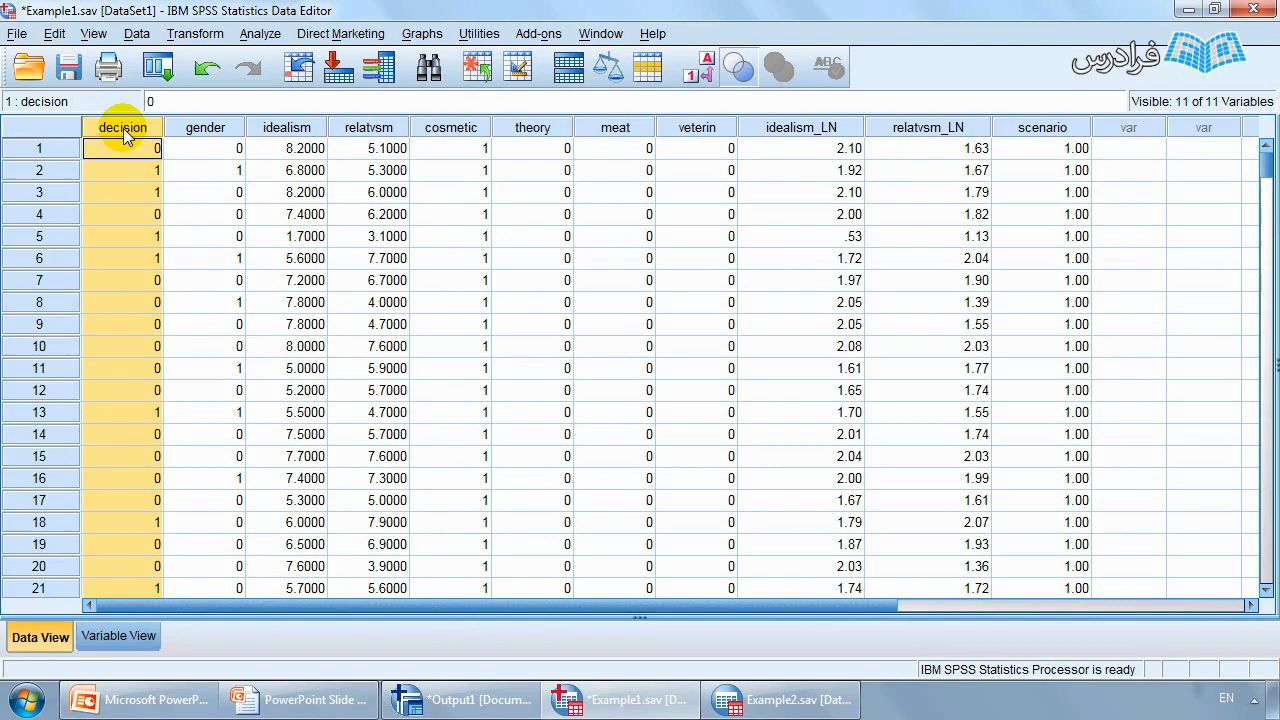 *Example1.sav [DataSet1] - IBM SPSS Statistics Data Editor
File Edit View Data Transform Analyze Direct Marketing Graphs Utilities Add-ons Window Help
فرادرس
1 : decision 0 Visible: 11 of 11 Variables
decision gender idealism relatvsm cosmetic theory meat veterin idealism_LN relatvsm_LN scenario var var
1 0 0 8.2000 5.1000 1 0 0 0 2.10 1.63 1.00
2 1 1 6.8000 5.3000 1 0 0 0 1.92 1.67 1.00
3 1 0 8.2000 6.0000 1 0 0 0 2.10 1.79 1.00
4 0 0 7.4000 6.2000 1 0 0 0 2.00 1.82 1.00
5 1 0 1.7000 3.1000 1 0 0 0 .53 1.13 1.00
6 1 1 5.6000 7.7000 1 0 0 0 1.72 2.04 1.00
7 0 0 7.2000 6.7000 1 0 0 0 1.97 1.90 1.00
8 0 1 7.8000 4.0000 1 0 0 0 2.05 1.39 1.00
9 0 0 7.8000 4.7000 1 0 0 0 2.05 1.55 1.00
10 0 0 8.0000 7.6000 1 0 0 0 2.08 2.03 1.00
11 0 1 5.0000 5.9000 1 0 0 0 1.61 1.77 1.00
12 0 0 5.2000 5.7000 1 0 0 0 1.65 1.74 1.00
13 1 1 5.5000 4.7000 1 0 0 0 1.70 1.55 1.00
14 0 0 7.5000 5.7000 1 0 0 0 2.01 1.74 1.00
15 0 0 7.7000 7.6000 1 0 0 0 2.04 2.03 1.00
16 0 1 7.4000 7.3000 1 0 0 0 2.00 1.99 1.00
17 0 0 5.3000 5.0000 1 0 0 0 1.67 1.61 1.00
18 1 0 6.0000 7.9000 1 0 0 0 1.79 2.07 1.00
19 0 0 6.5000 6.9000 1 0 0 0 1.87 1.93 1.00
20 0 0 7.6000 3.9000 1 0 0 0 2.03 1.36 1.00
21 1 0 5.7000 5.6000 1 0 0 0 1.74 1.72 1.00
Data View Variable View
IBM SPSS Statistics Processor is ready
Microsoft PowerP... PowerPoint Slide ... *Output1 [Docum... *Example1.sav [D... Example2.sav [Dat... EN